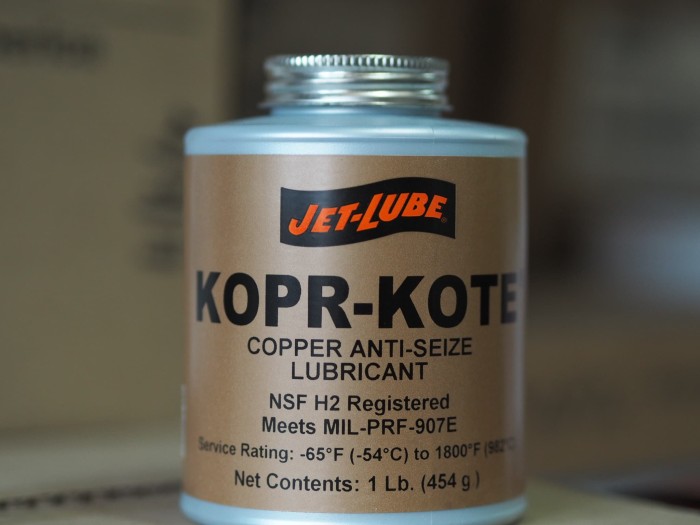 JET-LUBE®
KOPR-KOTE
COPPER ANTI-SEIZE
LUBRICANT
NSF H2 Registered
Meets MIL-PRF-907E
Service Rating: -65°F (-54°C) to 1800°F (982°C)
Net Contents: 1 Lb. (454 g)